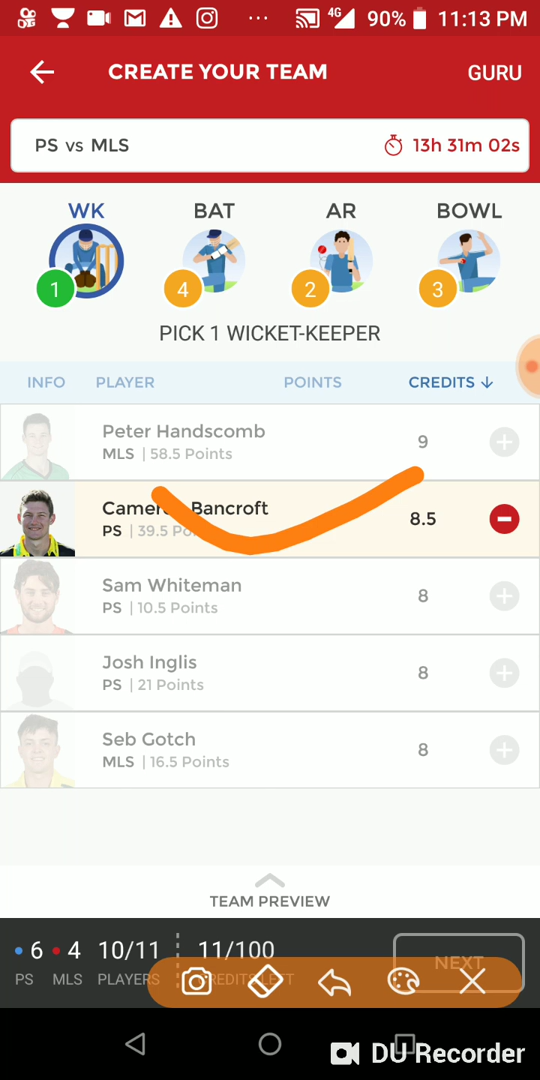 4G 90% 11:13 PM
CREATE YOUR TEAM GURU
PS vs MLS 13h 31m 02s
WK BAT AR BOWL
1 4 2 3
PICK 1 WICKET-KEEPER
INFO PLAYER POINTS CREDITS
Peter Handscomb
MLS | 58.5 Points 9
Bancroft
PS | 39.5 8.5
Sam Whiteman
PS | 10.5 Points 8
Josh Inglis
PS | 21 Points 8
Seb Gotch
MLS | 16.5 Points 8
TEAM PREVIEW
6 4 10/11 11/100 NEXT
PS MLS PLAYERS
DU Recorder